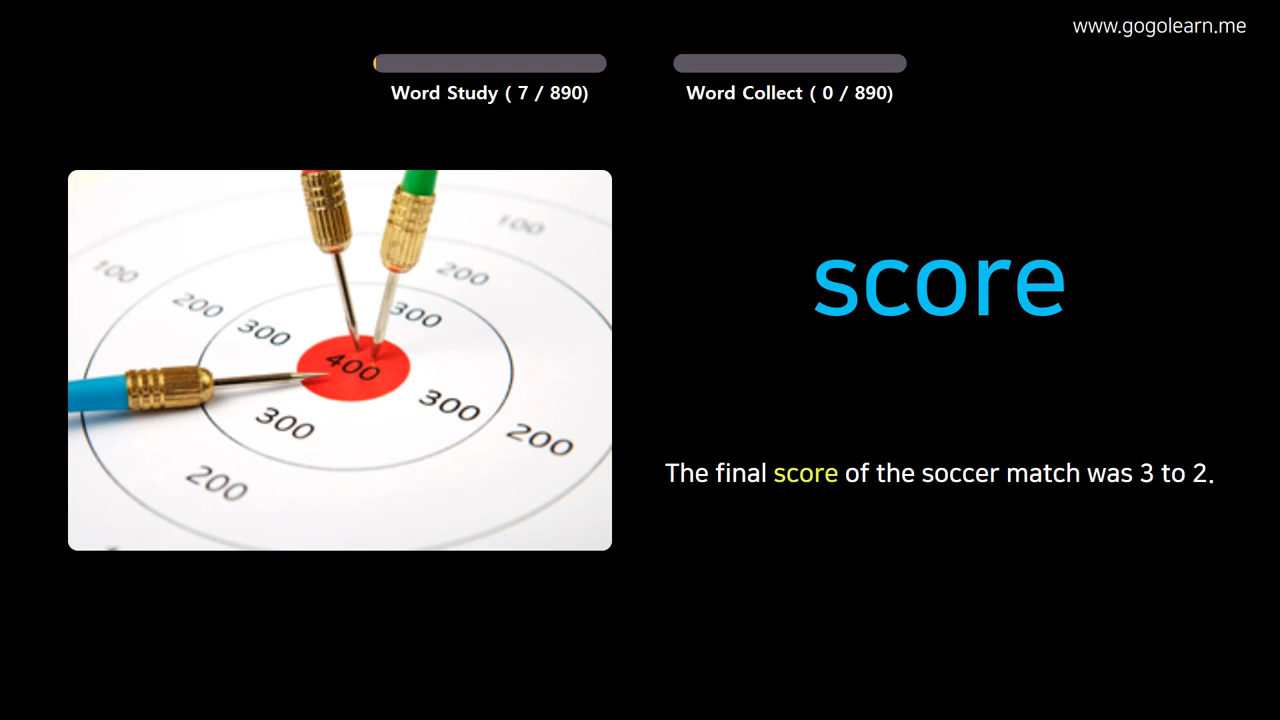 www.gogolearn.me
Word Study ( 7 / 890)
Word Collect ( 0 / 890)
100
100
200
200
300
300
400
300
300
200
200
score
The final score of the soccer match was 3 to 2.